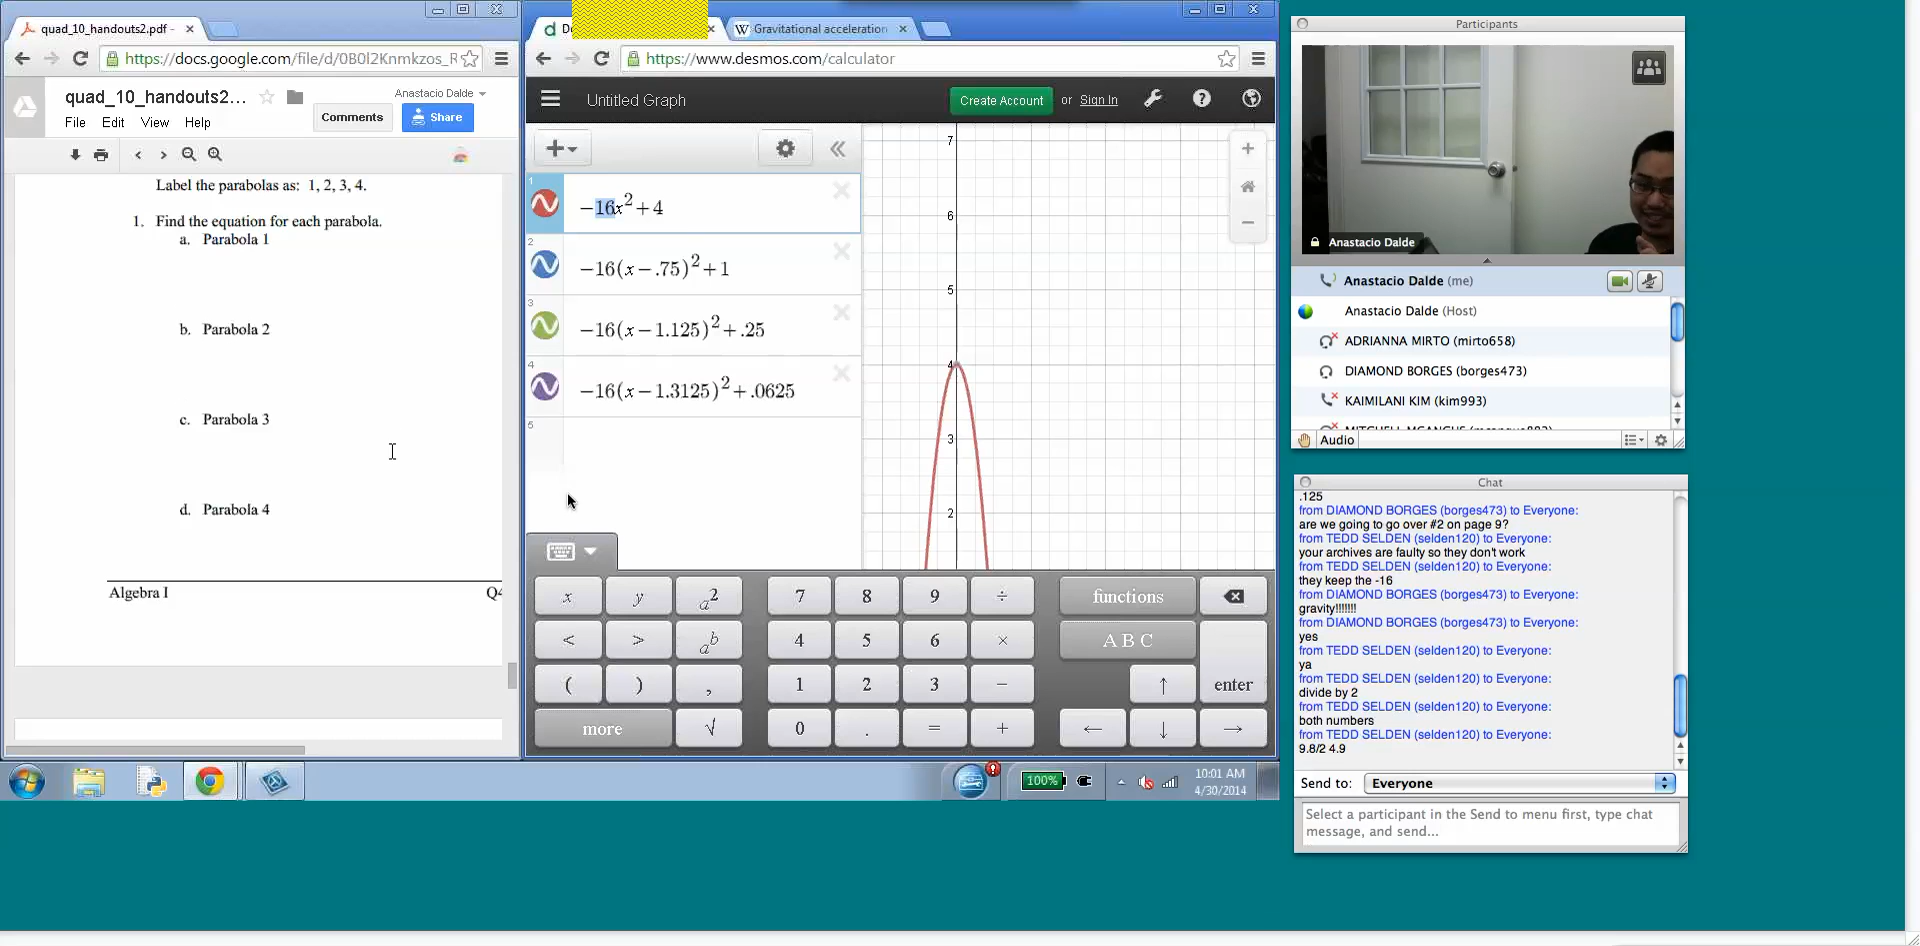 quad_10_handouts2.pdf -
https://docs.google.com/file/d/0B0l2Knmkzos_R
quad_10_handouts2...
Anastacio Dalde
File Edit View Help
Comments
Share
Label the parabolas as: 1, 2, 3, 4.
1. Find the equation for each parabola.
a. Parabola 1
b. Parabola 2
c. Parabola 3
d. Parabola 4
Algebra I
Q4
Gravitational acceleration
https://www.desmos.com/calculator
Untitled Graph
Create Account or Sign In
1
−16x²+4
2
−16(x−.75)²+1
3
−16(x−1.125)²+.25
4
−16(x−1.3125)²+.0625
5
7
6
5
4
3
2
x y a² 7 8 9 ÷ functions
< > aᵇ 4 5 6 × A B C
( ) , 1 2 3 − ↑ enter
more √ 0 . = + ← ↓ →
100%
10:01 AM
4/30/2014
Participants
Anastacio Dalde
Anastacio Dalde (me)
Anastacio Dalde (Host)
ADRIANNA MIRTO (mirto658)
DIAMOND BORGES (borges473)
KAIMILANI KIM (kim993)
Audio
Chat
.125
from DIAMOND BORGES (borges473) to Everyone:
are we going to go over #2 on page 9?
from TEDD SELDEN (selden120) to Everyone:
your archives are faulty so they don't work
from TEDD SELDEN (selden120) to Everyone:
they keep the -16
from DIAMOND BORGES (borges473) to Everyone:
gravity!!!!!!!
from DIAMOND BORGES (borges473) to Everyone:
yes
from TEDD SELDEN (selden120) to Everyone:
ya
from TEDD SELDEN (selden120) to Everyone:
divide by 2
from TEDD SELDEN (selden120) to Everyone:
both numbers
from TEDD SELDEN (selden120) to Everyone:
9.8/2 4.9
Send to: Everyone
Select a participant in the Send to menu first, type chat
message, and send...